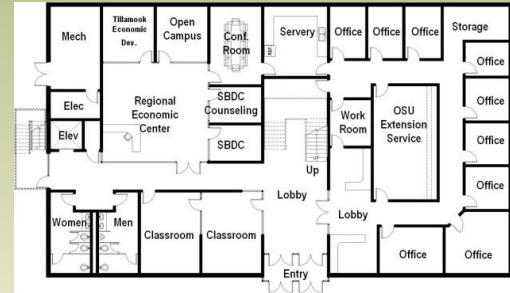 Mech
Tillamook
Economic
Dev.
Open
Campus
Conf.
Room
Servery
REF
Office
Office
Office
Storage
Office
Elec
Regional
Economic
Center
SBDC
Counseling
Work
Room
OSU
Extension
Service
Office
Elev
SBDC
Up
Office
Office
Lobby
Lobby
Women
Men
Classroom
Classroom
Office
Office
Entry